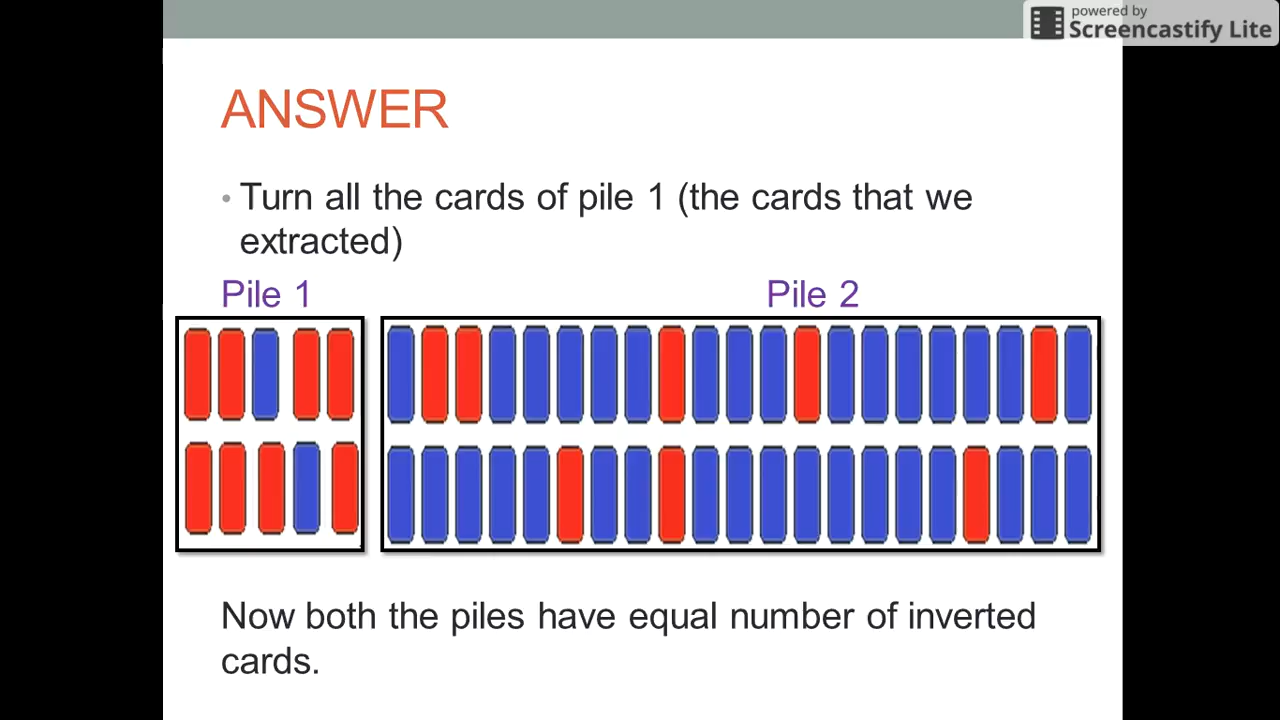 powered by
Screencastify Lite
ANSWER
• Turn all the cards of pile 1 (the cards that we
extracted)
Pile 1 Pile 2
Now both the piles have equal number of inverted
cards.